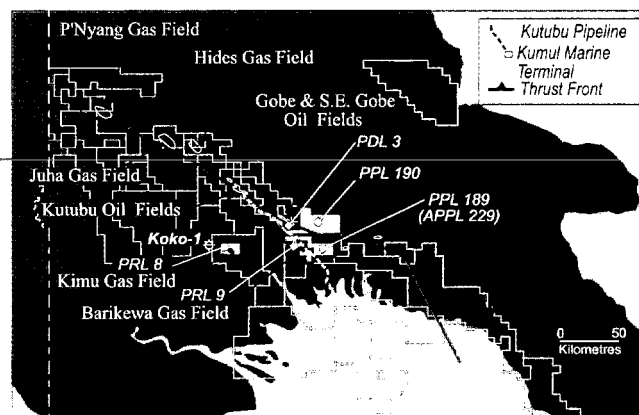 P'Nyang Gas Field
Hides Gas Field
Kutubu Pipeline
Kumul Marine
Terminal
Thrust Front
Gobe & S.E. Gobe
Oil Fields
PDL 3
PPL 190
Juha Gas Field
Kutubu Oil Fields
PPL 189
(APPL 229)
Koko-1
PRL 8
Kimu Gas Field
PRL 9
Barikewa Gas Field
0 50
Kilometres